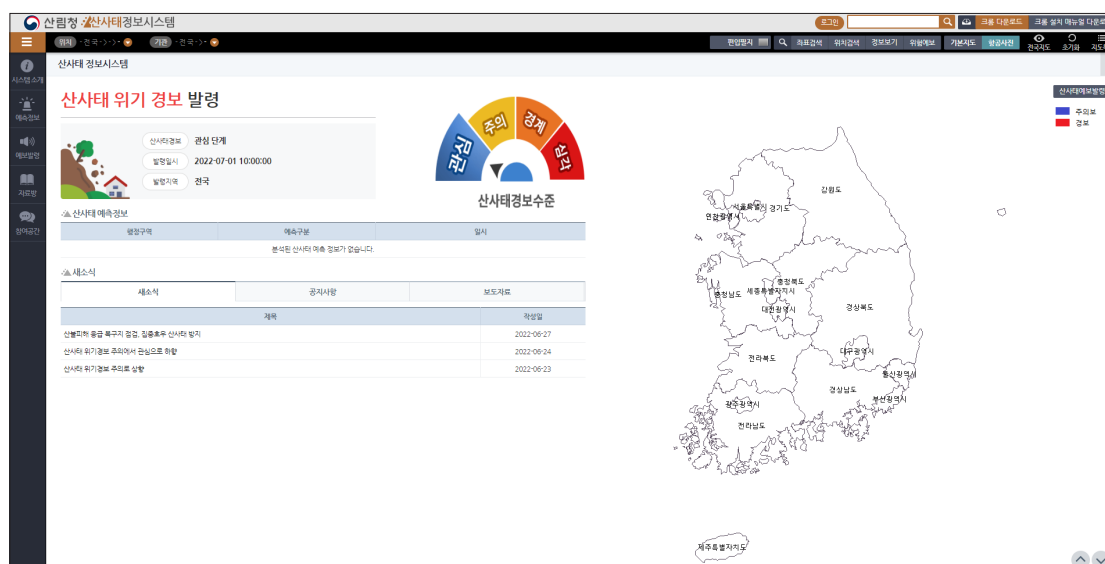 산림청 산사태정보시스템
로그인
크롬 다운로드
크롬 설치 매뉴얼 다운로
위치 -전국->->-
기관 -전국->-
편입필지
좌표검색 위치검색 정보보기 위험예보
기본지도 항공사진
전국지도 초기화
시스템 소개
예측정보
예보발령
자료방
참여공간
산사태 정보시스템
산사태 위기 경보 발령
산사태경보 관심 단계
발령일시 2022-07-01 10:00:00
발령지역 전국
관심 주의 경계 심각
산사태경보수준
산사태 예측정보
행정구역 예측구분 일시
분석된 산사태 예측 정보가 없습니다.
새소식
새소식 공지사항 보도자료
제목 작성일
산불피해 응급 복구지 점검, 집중호우 산사태 방지 2022-06-27
산사태 위기경보 주의에서 관심으로 하향 2022-06-24
산사태 위기경보 주의로 상향 2022-06-23
산사태예보발령
주의보
경보
강원도
서울특별시 경기도
인천광역시
충청북도
충청남도 세종특별자치시
대전광역시 경상북도
전라북도 대구광역시
울산광역시
경상남도
광주광역시 부산광역시
전라남도
제주특별자치도